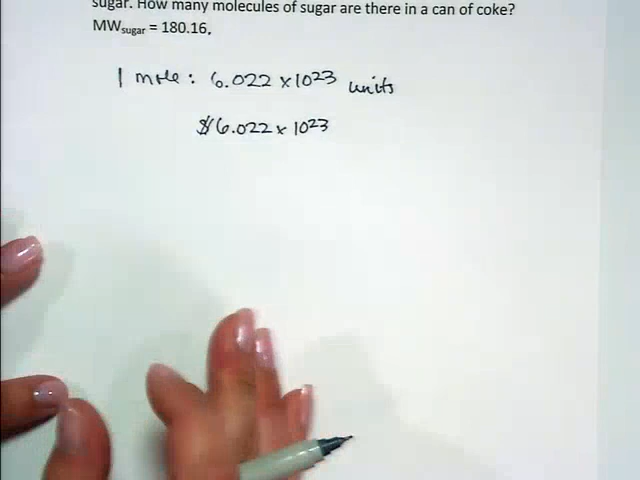 sugar. How many molecules of sugar are there in a can of coke?
MWsugar = 180.16.
1 mole : 6.022 x 10^23 units
$6.022 x 10^23